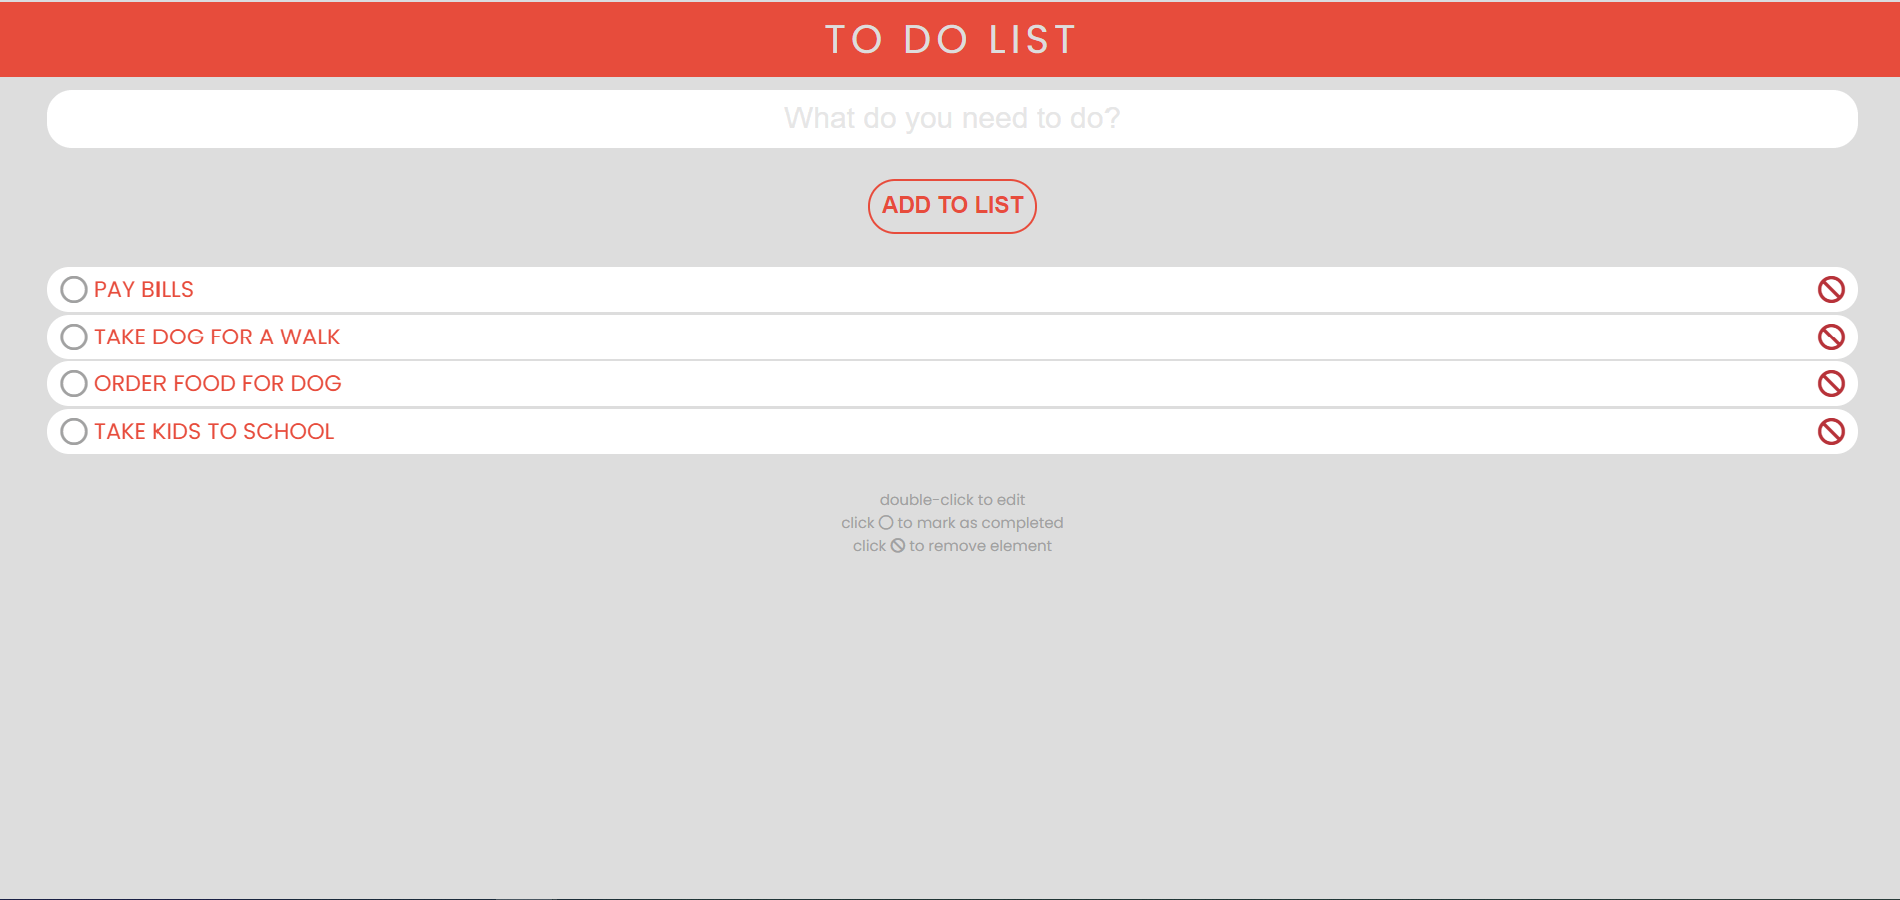 TO DO LIST
What do you need to do?
ADD TO LIST
PAY BILLS
TAKE DOG FOR A WALK
ORDER FOOD FOR DOG
TAKE KIDS TO SCHOOL
double-click to edit
click to mark as completed
click to remove element